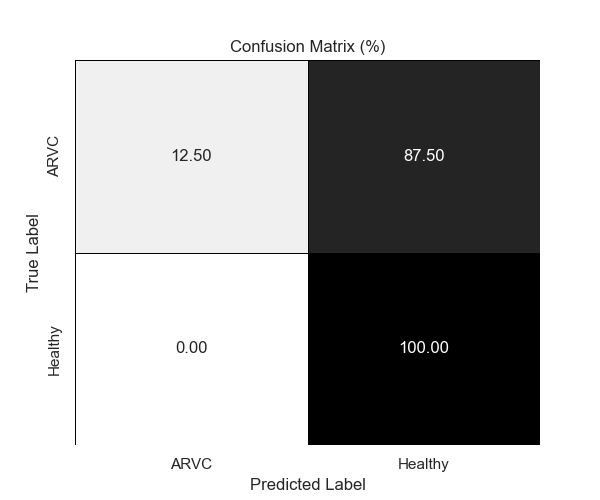 Confusion Matrix (%)
ARVC
12.50
87.50
True Label
Healthy
0.00
100.00
ARVC
Healthy
Predicted Label